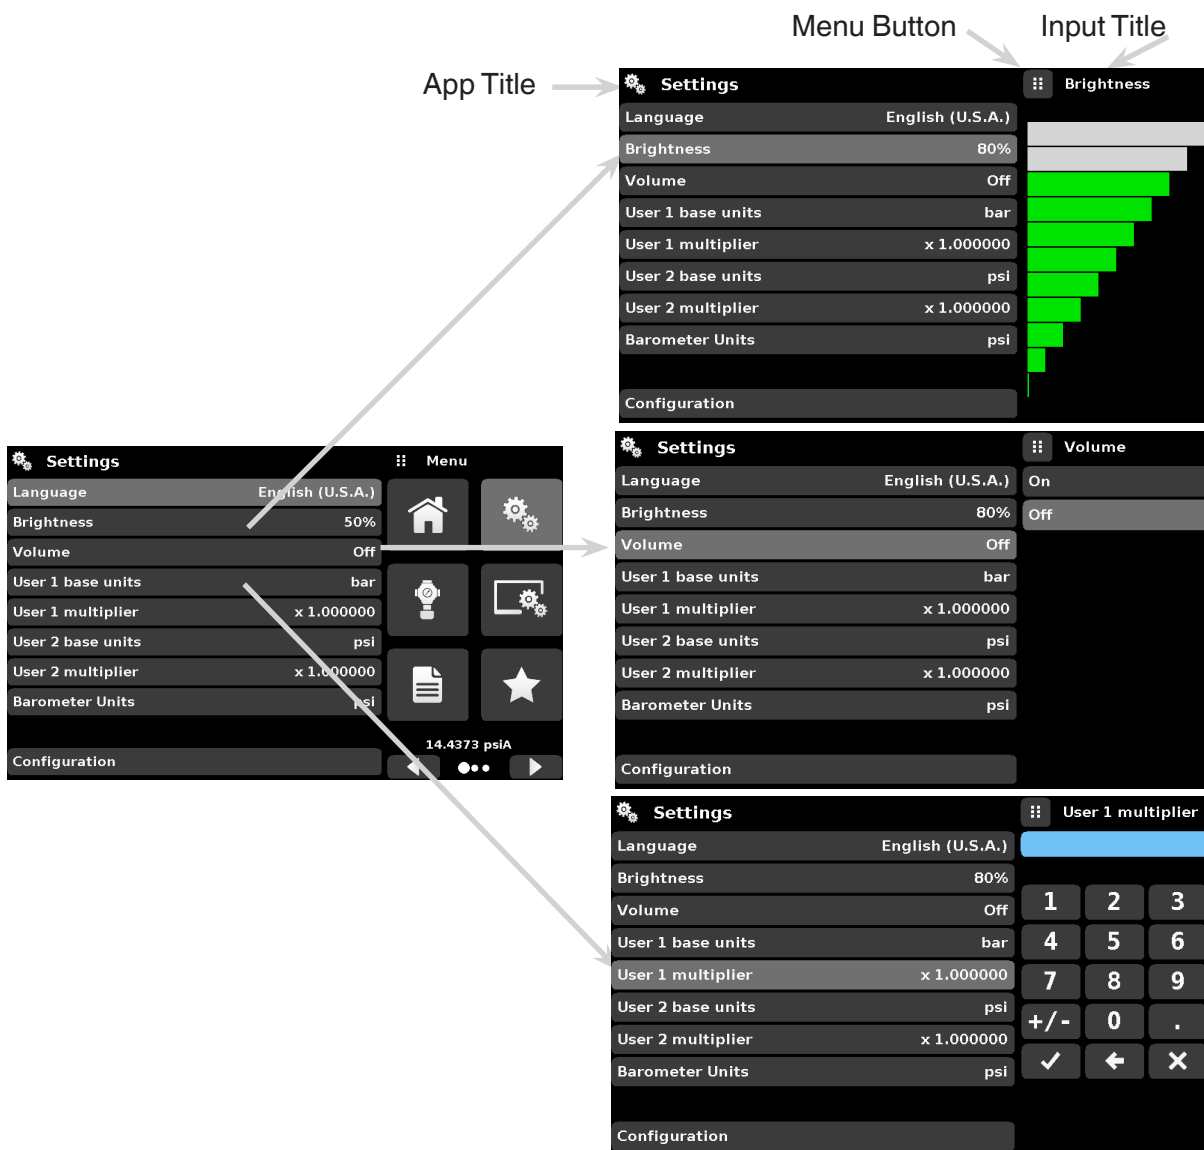 Menu Button
Input Title
App Title
Settings
Brightness
Language English (U.S.A.)
Brightness 80%
Volume Off
User 1 base units bar
User 1 multiplier x 1.000000
User 2 base units psi
User 2 multiplier x 1.000000
Barometer Units psi
Configuration
Settings
Menu
Language English (U.S.A.)
Brightness 50%
Volume Off
User 1 base units bar
User 1 multiplier x 1.000000
User 2 base units psi
User 2 multiplier x 1.000000
Barometer Units psi
14.4373 psiA
Configuration
Settings
Volume
Language English (U.S.A.)
On
Brightness 80%
Off
Volume Off
User 1 base units bar
User 1 multiplier x 1.000000
User 2 base units psi
User 2 multiplier x 1.000000
Barometer Units psi
Configuration
Settings
User 1 multiplier
Language English (U.S.A.)
Brightness 80%
Volume Off
User 1 base units bar
User 1 multiplier x 1.000000
User 2 base units psi
User 2 multiplier x 1.000000
Barometer Units psi
Configuration
1 2 3
4 5 6
7 8 9
+/- 0 .